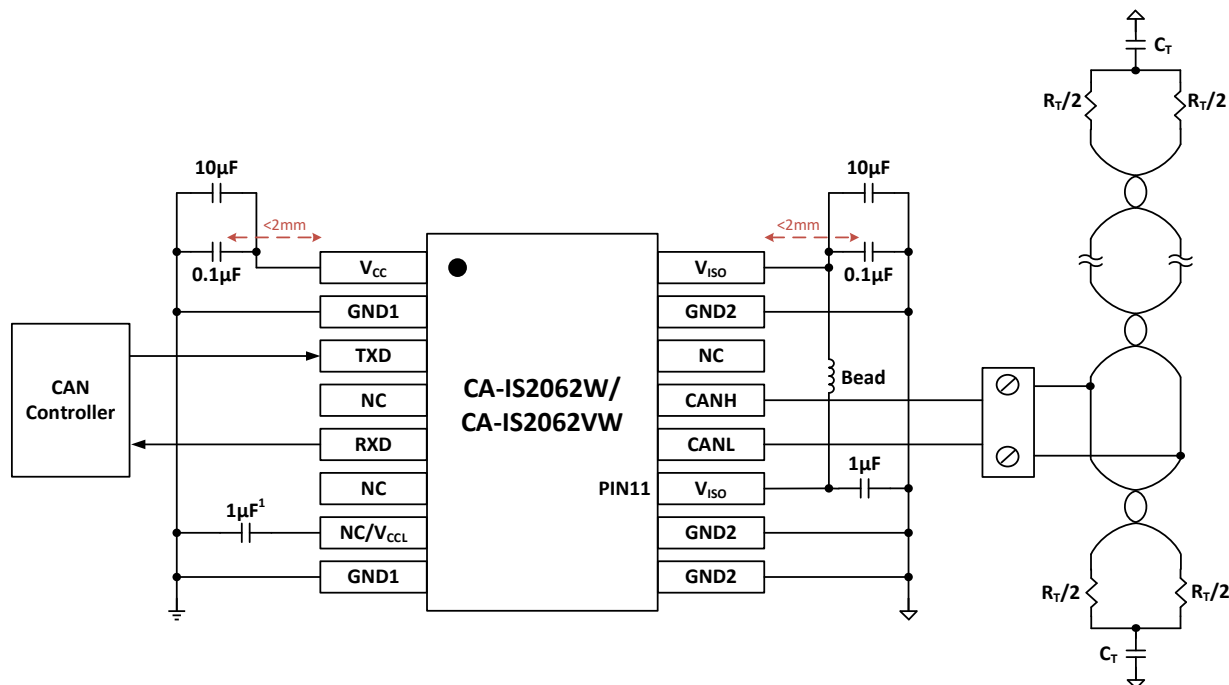 C_T
R_T/2
R_T/2
10µF
10µF
<2mm
<2mm
0.1µF
0.1µF
V_CC
GND1
TXD
NC
RXD
NC
NC/V_CCL
GND1
CAN
Controller
1µF¹
CA-IS2062W/
CA-IS2062VW
PIN11
V_ISO
GND2
NC
CANH
CANL
V_ISO
GND2
GND2
Bead
1µF
R_T/2
R_T/2
C_T